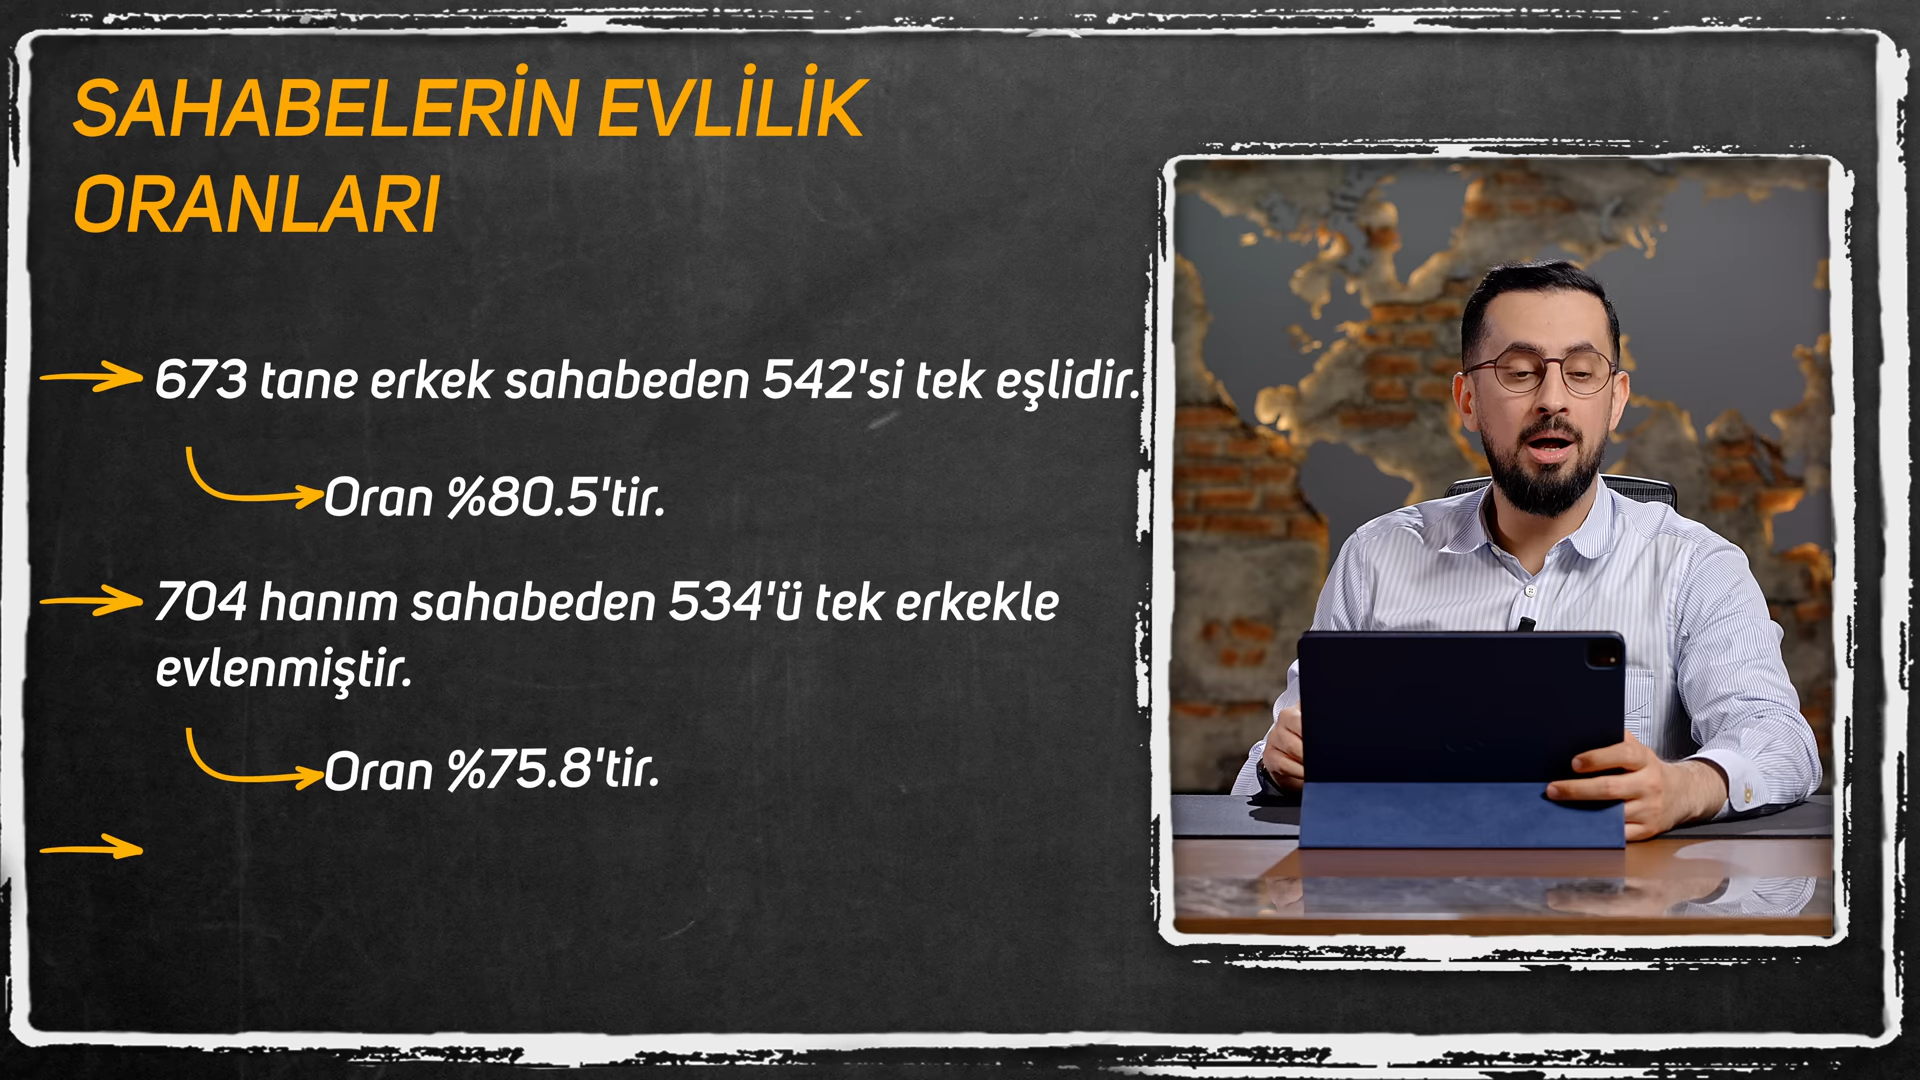 SAHABELERİN EVLİLİK
ORANLARI
673 tane erkek sahabeden 542'si tek eşlidir.
Oran %80.5'tir.
704 hanım sahabeden 534'ü tek erkekle
evlenmiştir.
Oran %75.8'tir.